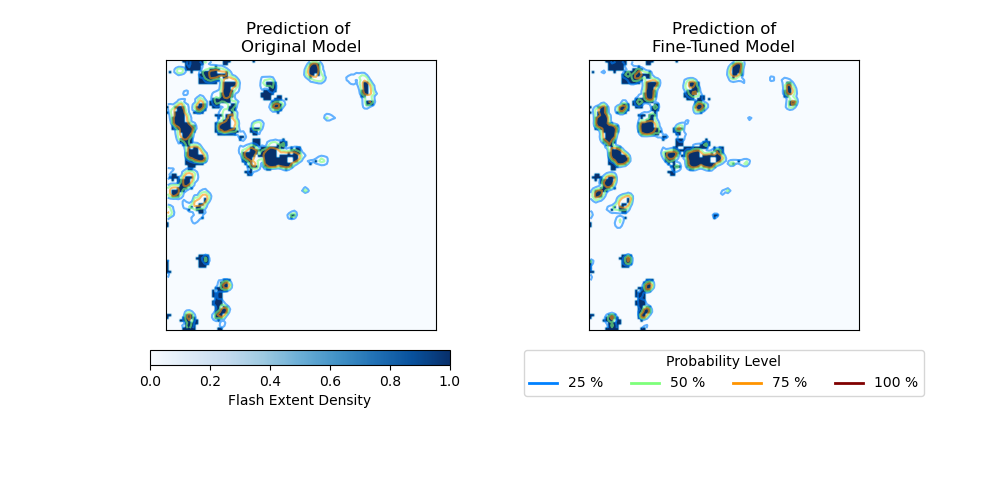 Prediction of
Original Model
Prediction of
Fine-Tuned Model
0.0 0.2 0.4 0.6 0.8 1.0
Flash Extent Density
Probability Level
25 % 50 % 75 % 100 %